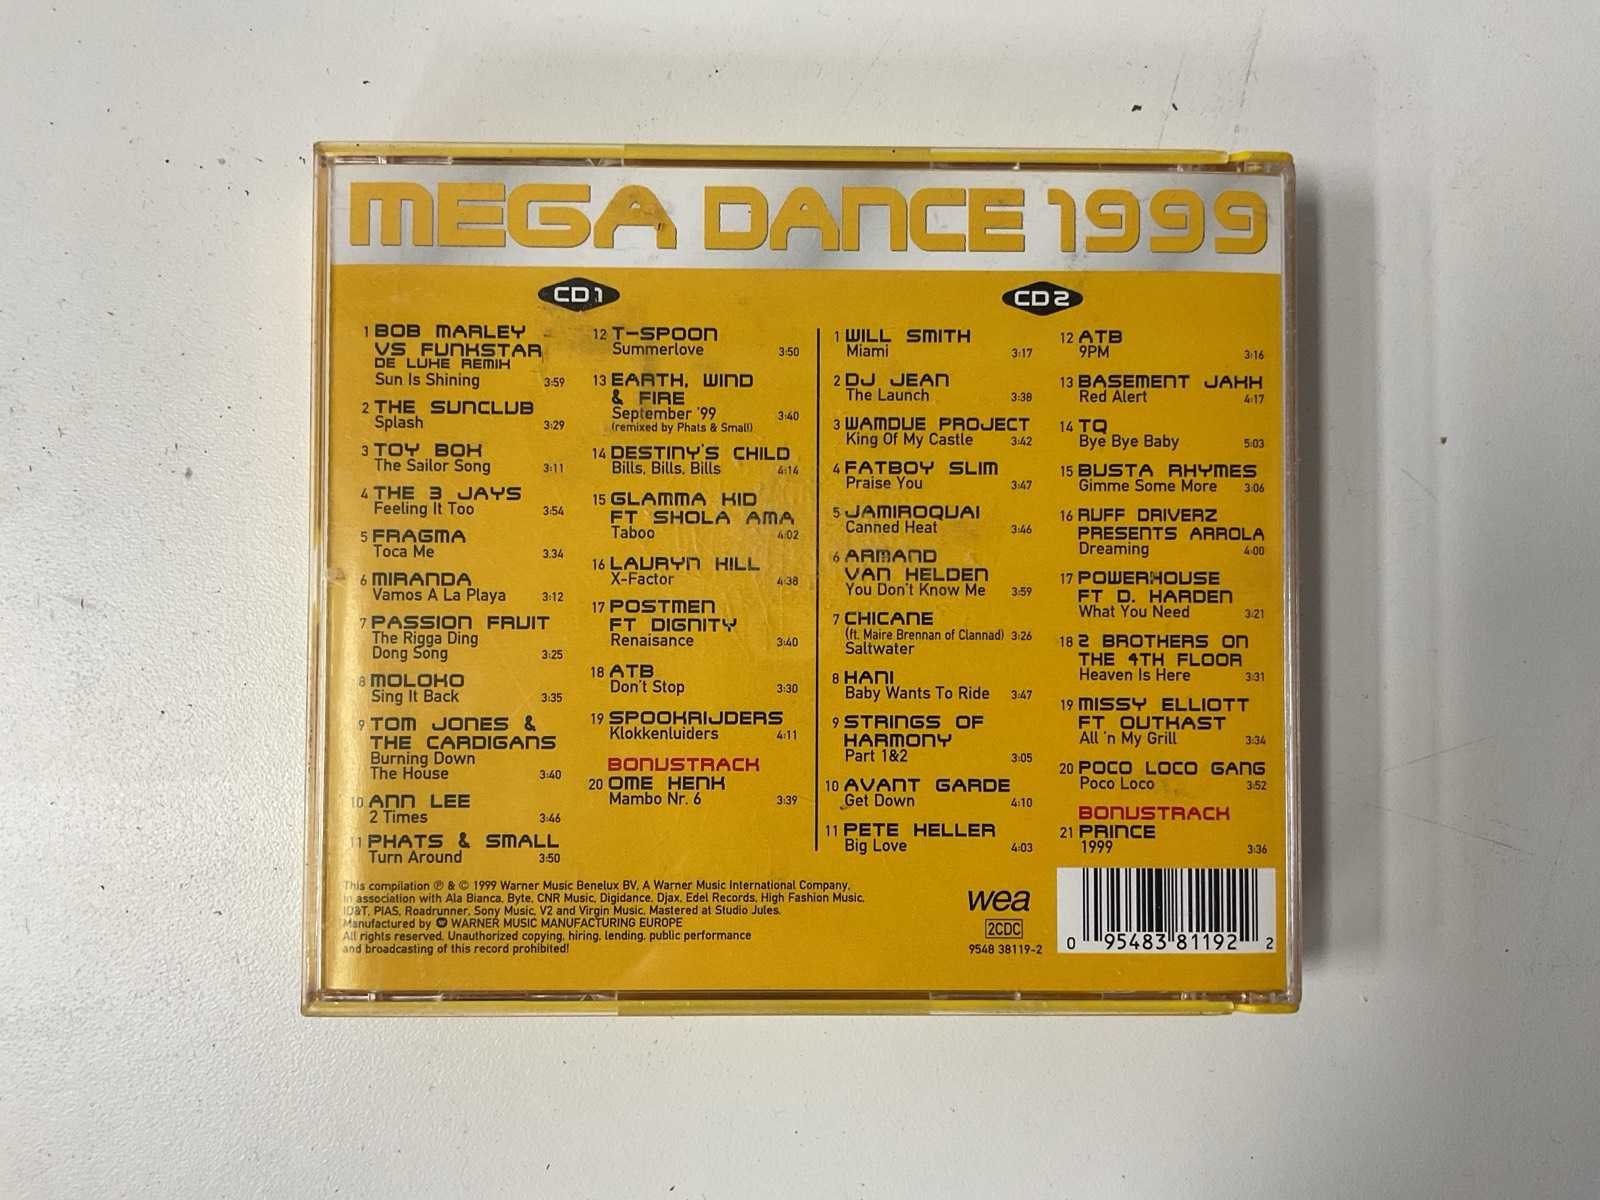 MEGA DANCE 1999
CD 1
1 BOB MARLEY
VS FUNKSTAR
DE LUXE REMIX
Sun Is Shining 3:59
2 THE SUNCLUB
Splash 3:29
3 TOY BOX
The Sailor Song 3:11
4 THE 3 JAYS
Feeling It Too 3:54
5 FRAGMA
Toca Me 3.34
6 MIRANDA
Vamos A La Playa 3:12
7 PASSION FRUIT
The Rigga Ding
Dong Song 3:25
8 MOLOKO
Sing It Back 3:35
9 TOM JONES &
THE CARDIGANS
Burning Down
The House 3:40
10 ANN LEE
2 Times 3:46
11 PHATS & SMALL
Turn Around 3:50
12 T-SPOON
Summerlove 3:50
13 EARTH, WIND
& FIRE
September '99 3:40
(remixed by Phats & Small)
14 DESTINY'S CHILD
Bills, Bills, Bills 4:14
15 GLAMMA KID
FT SHOLA AMA
Taboo 4:02
16 LAURYN HILL
X-Factor 4:38
17 POSTMEN
FT DIGNITY
Renaisance 3:40
18 ATB
Don't Stop 3:30
19 SPOOKRIJDERS
Klokkenluiders 4:11
BONUSTRACK
20 OME HENK
Mambo Nr. 6 3:39
CD 2
1 WILL SMITH
Miami 3:17
2 DJ JEAN
The Launch 3:38
3 WAMDUE PROJECT
King Of My Castle 3:42
4 FATBOY SLIM
Praise You 3:47
5 JAMIROQUAI
Canned Heat 3:46
6 ARMAND
VAN HELDEN
You Don't Know Me 3:59
7 CHICANE
(ft. Maire Brennan of Clannad) 3:26
Saltwater
8 HANI
Baby Wants To Ride 3:47
9 STRINGS OF
HARMONY
Part 1&2 3:05
10 AVANT GARDE
Get Down 4:10
11 PETE HELLER
Big Love 4:03
12 ATB
9PM 3:16
13 BASEMENT JAXX
Red Alert 4:17
14 TQ
Bye Bye Baby 5:03
15 BUSTA RHYMES
Gimme Some More 3:06
16 RUFF DRIVERZ
PRESENTS ARROLA
Dreaming 4:00
17 POWERHOUSE
FT D. HARDEN
What You Need 3:21
18 2 BROTHERS ON
THE 4TH FLOOR
Heaven Is Here 3:31
19 MISSY ELLIOTT
FT OUTKAST
All 'n My Grill 3:34
20 POCO LOCO GANG
Poco Loco 3:52
BONUSTRACK
21 PRINCE
1999 3:36
This compilation ℗ & © 1999 Warner Music Benelux BV, A Warner Music International Company,
in association with Ala Bianca, Byte, CNR Music, Digidance, Djax, Edel Records, High Fashion Music,
ID&T, PIAS, Roadrunner, Sony Music, V2 and Virgin Music. Mastered at Studio Jules.
Manufactured by WARNER MUSIC MANUFACTURING EUROPE
All rights reserved. Unauthorized copying, hiring, lending, public performance
and broadcasting of this record prohibited!
wea
2CDC
9548 38119-2
0 95483 81192 2